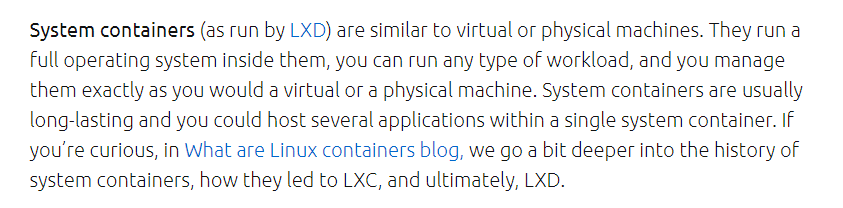 System containers (as run by LXD) are similar to virtual or physical machines. They run a
full operating system inside them, you can run any type of workload, and you manage
them exactly as you would a virtual or a physical machine. System containers are usually
long-lasting and you could host several applications within a single system container. If
you’re curious, in What are Linux containers blog, we go a bit deeper into the history of
system containers, how they led to LXC, and ultimately, LXD.